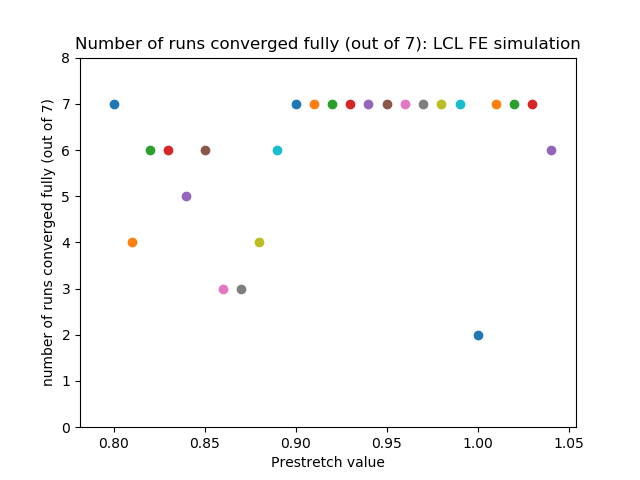 Number of runs converged fully (out of 7): LCL FE simulation
number of runs converged fully (out of 7)
8
7
6
5
4
3
2
1
0
0.80 0.85 0.90 0.95 1.00 1.05
Prestretch value